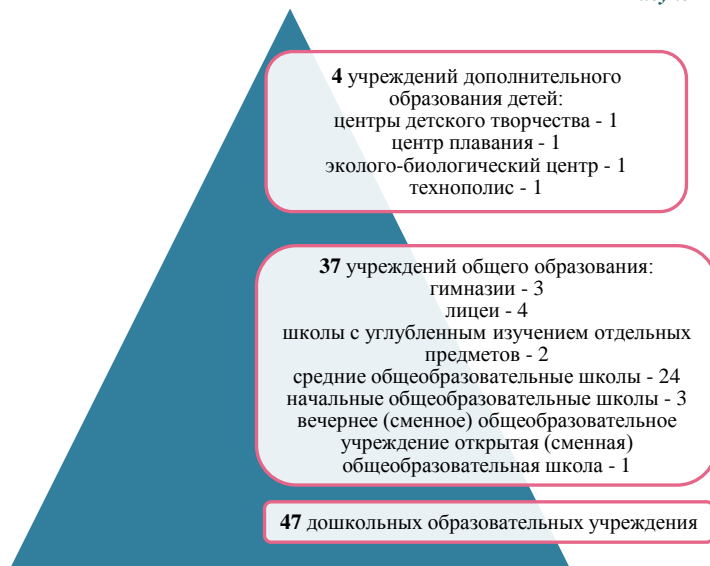 4 учреждений дополнительного
образования детей:
центры детского творчества - 1
центр плавания - 1
эколого-биологический центр - 1
технополис - 1
37 учреждений общего образования:
гимназии - 3
лицеи - 4
школы с углубленным изучением отдельных
предметов - 2
средние общеобразовательные школы - 24
начальные общеобразовательные школы - 3
вечернее (сменное) общеобразовательное
учреждение открытая (сменная)
общеобразовательная школа - 1
47 дошкольных образовательных учреждения